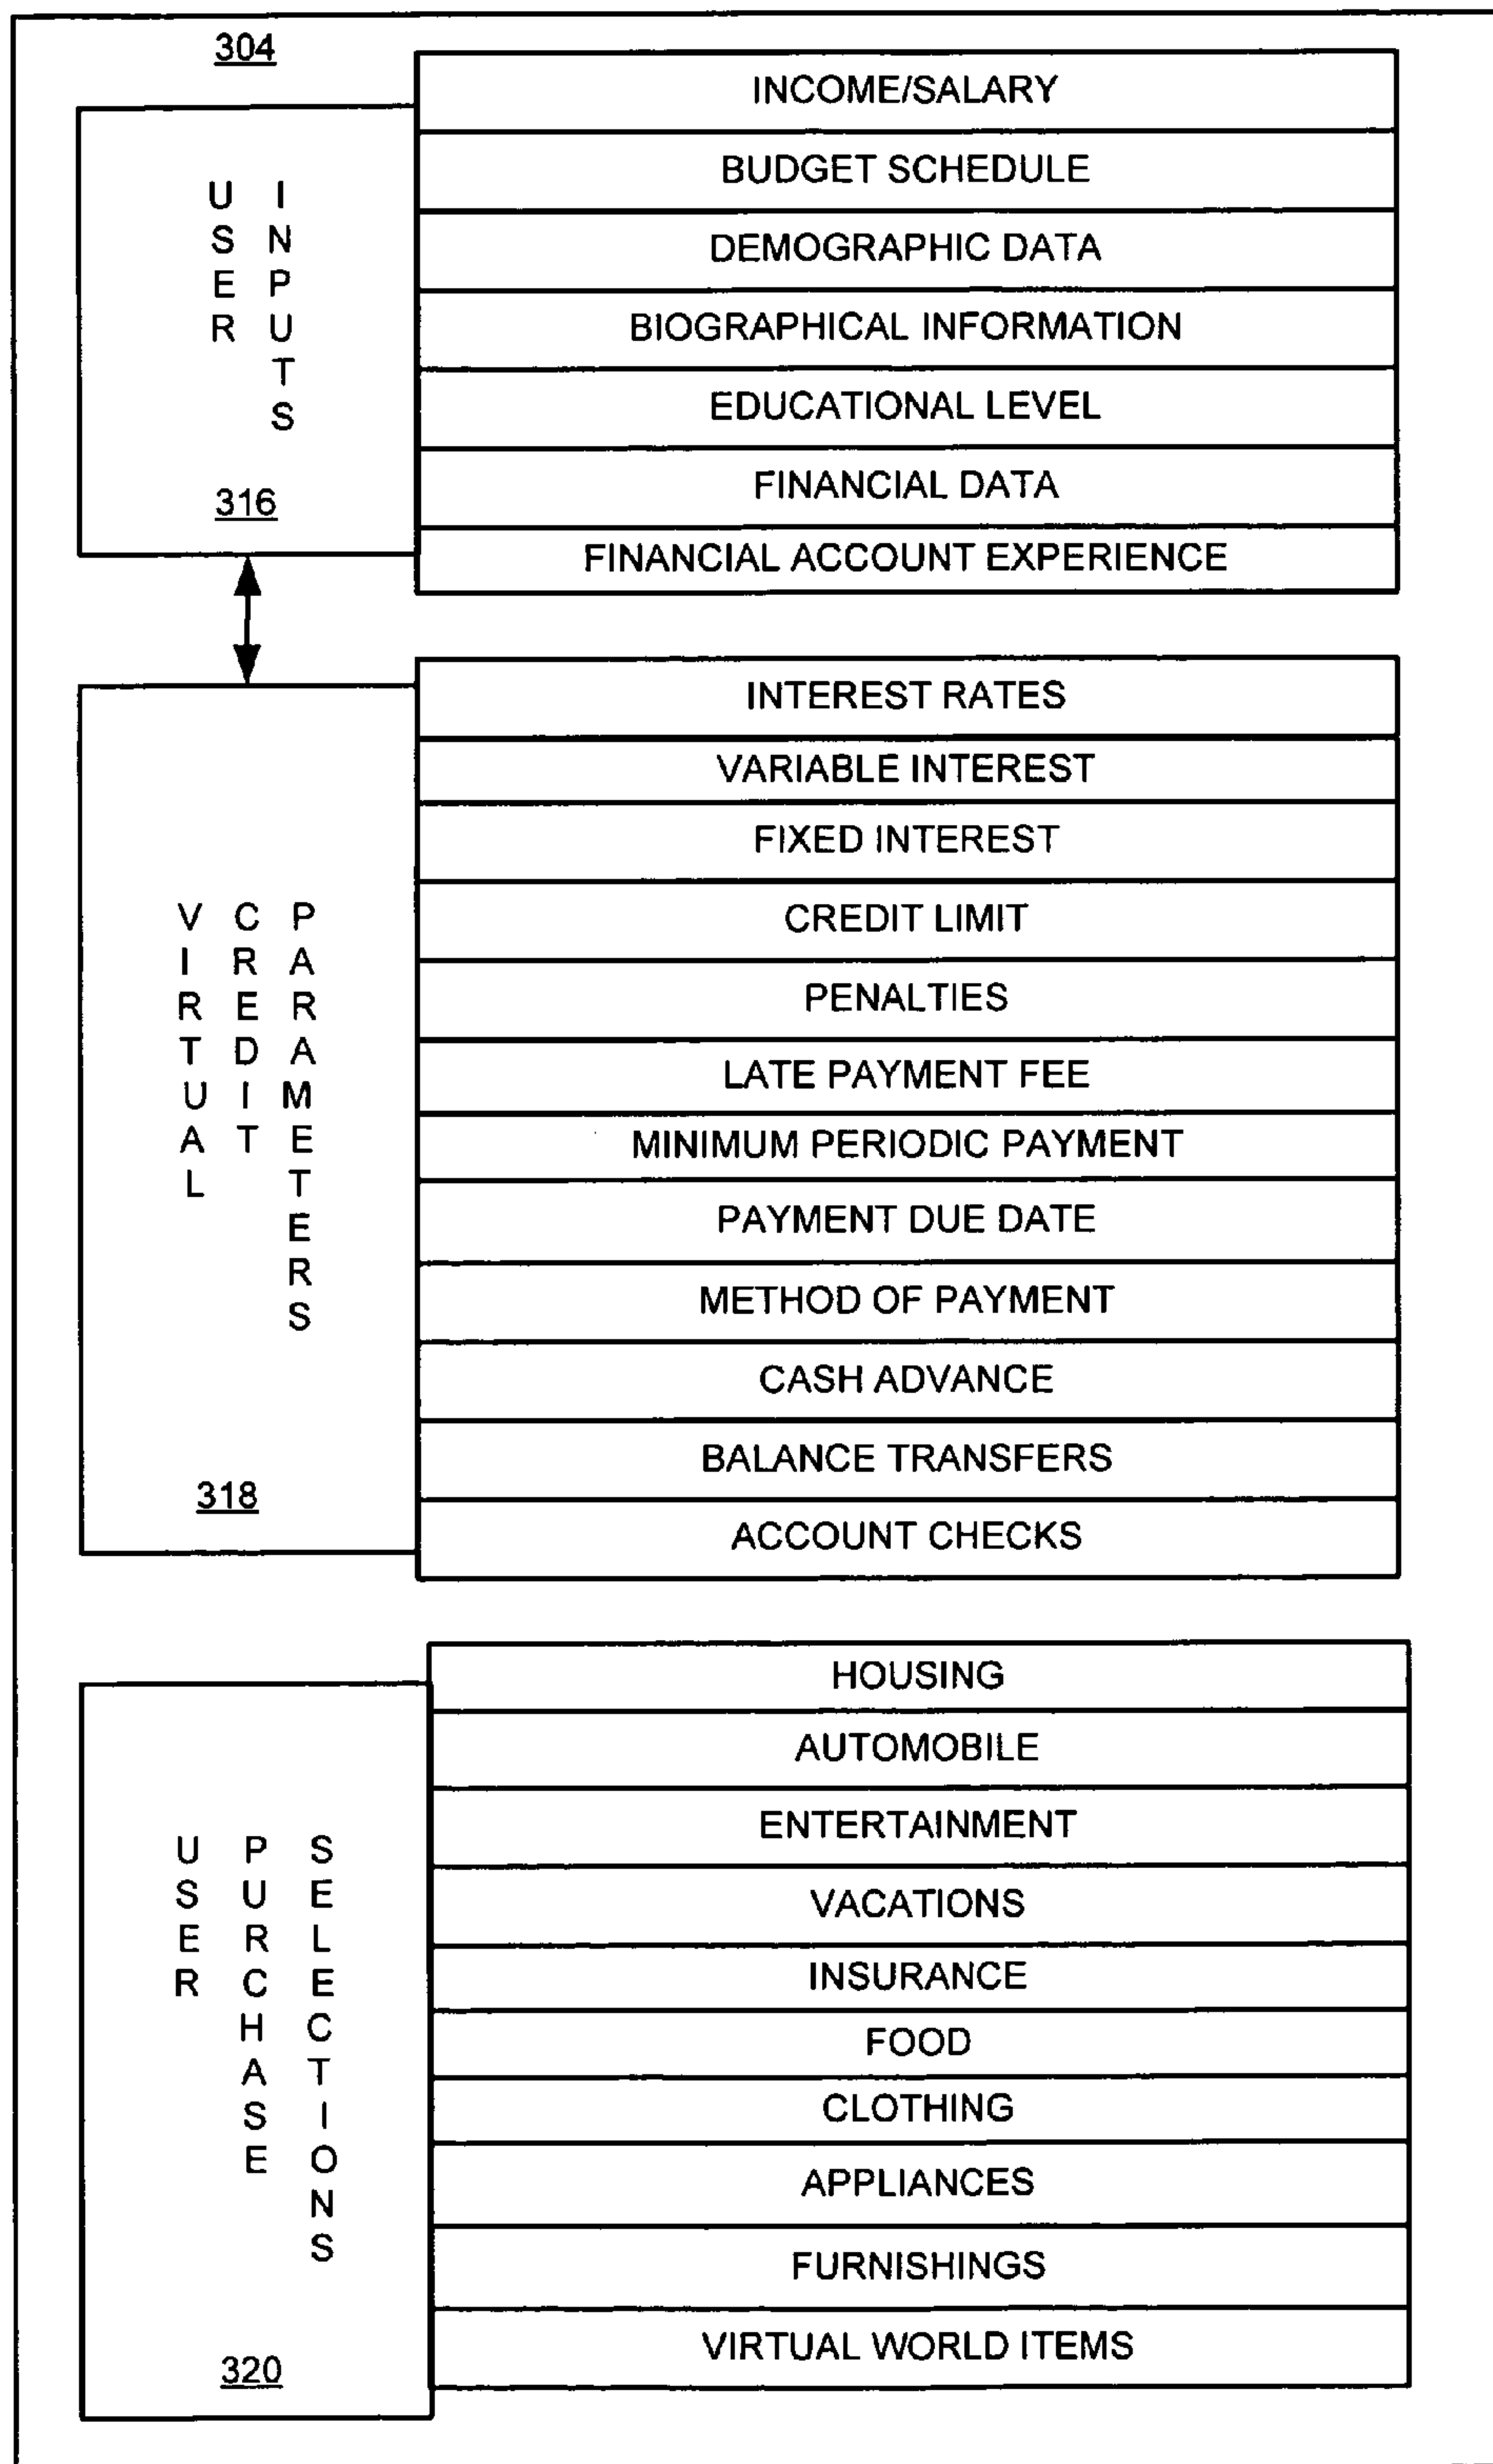 304
USER INPUTS
316
INCOME/SALARY
BUDGET SCHEDULE
DEMOGRAPHIC DATA
BIOGRAPHICAL INFORMATION
EDUCATIONAL LEVEL
FINANCIAL DATA
FINANCIAL ACCOUNT EXPERIENCE
VIRTUAL CREDIT PARAMETERS
318
INTEREST RATES
VARIABLE INTEREST
FIXED INTEREST
CREDIT LIMIT
PENALTIES
LATE PAYMENT FEE
MINIMUM PERIODIC PAYMENT
PAYMENT DUE DATE
METHOD OF PAYMENT
CASH ADVANCE
BALANCE TRANSFERS
ACCOUNT CHECKS
USER PURCHASE SELECTIONS
320
HOUSING
AUTOMOBILE
ENTERTAINMENT
VACATIONS
INSURANCE
FOOD
CLOTHING
APPLIANCES
FURNISHINGS
VIRTUAL WORLD ITEMS